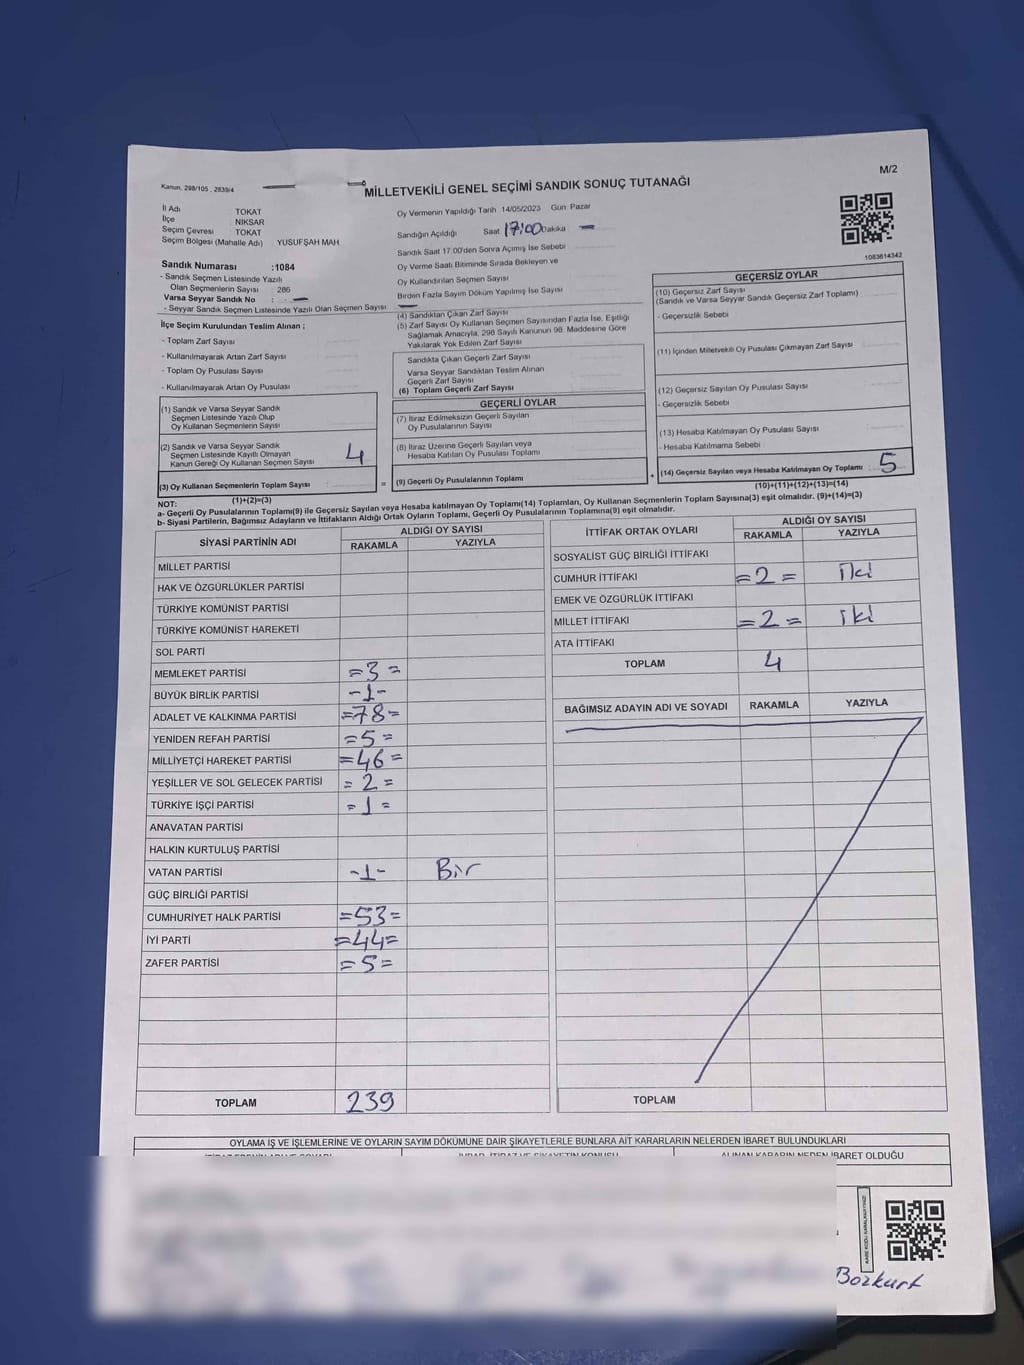 Kanun, 298/105 , 2839/4
M/2
MİLLETVEKİLİ GENEL SEÇİMİ SANDIK SONUÇ TUTANAĞI
İl Adı TOKAT
İlçe NİKSAR
Seçim Çevresi TOKAT
Seçim Bölgesi (Mahalle Adı) : YUSUFŞAH MAH.
Sandık Numarası :1084
- Sandık Seçmen Listesinde Yazılı
Olan Seçmenlerin Sayısı : 286
Varsa Seyyar Sandık No :
- Seyyar Sandık Seçmen Listesinde Yazılı Olan Seçmen Sayısı :
İlçe Seçim Kurulundan Teslim Alınan ;
- Toplam Zarf Sayısı
- Kullanılmayarak Artan Zarf Sayısı
- Toplam Oy Pusulası Sayısı
- Kullanılmayarak Artan Oy Pusulası
(1) Sandık ve Varsa Seyyar Sandık
Seçmen Listesinde Yazılı Olup
Oy Kullanan Seçmenlerin Sayısı
(2) Sandık ve Varsa Seyyar Sandık
Seçmen Listesinde Kayıtlı Olmayan
Kanun Gereği Oy Kullanan Seçmen Sayısı 4
(3) Oy Kullanan Seçmenlerin Toplam Sayısı
(1)+(2)=(3)
Oy Vermenin Yapıldığı Tarih 14/05/2023 Gün Pazar
Sandığın Açıldığı Saat 17:00 Dakika
Sandık Saat 17:00'den Sonra Açımış İse Sebebi
Oy Verme Saati Bitiminde Sırada Bekleyen ve
Oy Kullandırılan Seçmen Sayısı
Birden Fazla Sayım Döküm Yapılmış İse Sayısı
(4) Sandıktan Çıkan Zarf Sayısı
(5) Zarf Sayısı Oy Kullanan Seçmen Sayısından Fazla İse, Eşitliği
Sağlamak Amacıyla, 298 Sayılı Kanunun 98. Maddesine Göre
Yakılarak Yok Edilen Zarf Sayısı
Sandıkta Çıkan Geçerli Zarf Sayısı
Varsa Seyyar Sandıktan Teslim Alınan
Geçerli Zarf Sayısı
(6) Toplam Geçerli Zarf Sayısı
GEÇERLİ OYLAR
(7) İtiraz Edilmeksizin Geçerli Sayılan
Oy Pusulalarının Sayısı
(8) İtiraz Üzerine Geçerli Sayılan veya
Hesaba Katılan Oy Pusulası Toplamı
= (9) Geçerli Oy Pusulalarının Toplamı +
1083614342
GEÇERSİZ OYLAR
(10) Geçersiz Zarf Sayısı
(Sandık ve Varsa Seyyar Sandık Geçersiz Zarf Toplamı)
- Geçersizlik Sebebi
(11) İçinden Milletvekili Oy Pusulası Çıkmayan Zarf Sayısı
(12) Geçersiz Sayılan Oy Pusulası Sayısı
- Geçersizlik Sebebi
(13) Hesaba Katılmayan Oy Pusulası Sayısı
- Hesaba Katılmama Sebebi
(14) Geçersiz Sayılan veya Hesaba Katılmayan Oy Toplamı 5
(10)+(11)+(12)+(13)=(14)
NOT:
a- Geçerli Oy Pusulalarının Toplamı(9) ile Geçersiz Sayılan veya Hesaba katılmayan Oy Toplamı(14) Toplamları, Oy Kullanan Seçmenlerin Toplam Sayısına(3) eşit olmalıdır. (9)+(14)=(3)
b- Siyasi Partilerin, Bağımsız Adayların ve İttifakların Aldığı Ortak Oyların Toplamı, Geçerli Oy Pusulalarının Toplamına(9) eşit olmalıdır.
SİYASİ PARTİNİN ADI ALDIĞI OY SAYISI
RAKAMLA YAZIYLA
MİLLET PARTİSİ
HAK VE ÖZGÜRLÜKLER PARTİSİ
TÜRKİYE KOMÜNİST PARTİSİ
TÜRKİYE KOMÜNİST HAREKETİ
SOL PARTİ
MEMLEKET PARTİSİ =3=
BÜYÜK BİRLİK PARTİSİ -1-
ADALET VE KALKINMA PARTİSİ =78=
YENİDEN REFAH PARTİSİ =5=
MİLLİYETÇİ HAREKET PARTİSİ =46=
YEŞİLLER VE SOL GELECEK PARTİSİ =2=
TÜRKİYE İŞÇİ PARTİSİ =1=
ANAVATAN PARTİSİ
HALKIN KURTULUŞ PARTİSİ
VATAN PARTİSİ -1- Bir
GÜÇ BİRLİĞİ PARTİSİ
CUMHURİYET HALK PARTİSİ =53=
İYİ PARTİ =44=
ZAFER PARTİSİ =5=
TOPLAM 239
İTTİFAK ORTAK OYLARI ALDIĞI OY SAYISI
RAKAMLA YAZIYLA
SOSYALİST GÜÇ BİRLİĞİ İTTİFAKI
CUMHUR İTTİFAKI =2= İki
EMEK VE ÖZGÜRLÜK İTTİFAKI
MİLLET İTTİFAKI =2= iki
ATA İTTİFAKI
TOPLAM 4
BAĞIMSIZ ADAYIN ADI VE SOYADI RAKAMLA YAZIYLA
TOPLAM
OYLAMA İŞ VE İŞLEMLERİNE VE OYLARIN SAYIM DÖKÜMÜNE DAİR ŞİKAYETLERLE BUNLARA AİT KARARLARIN NELERDEN İBARET BULUNDUKLARI
ALINAN KARARIN NEDEN İBARET OLDUĞU
Bozkurt